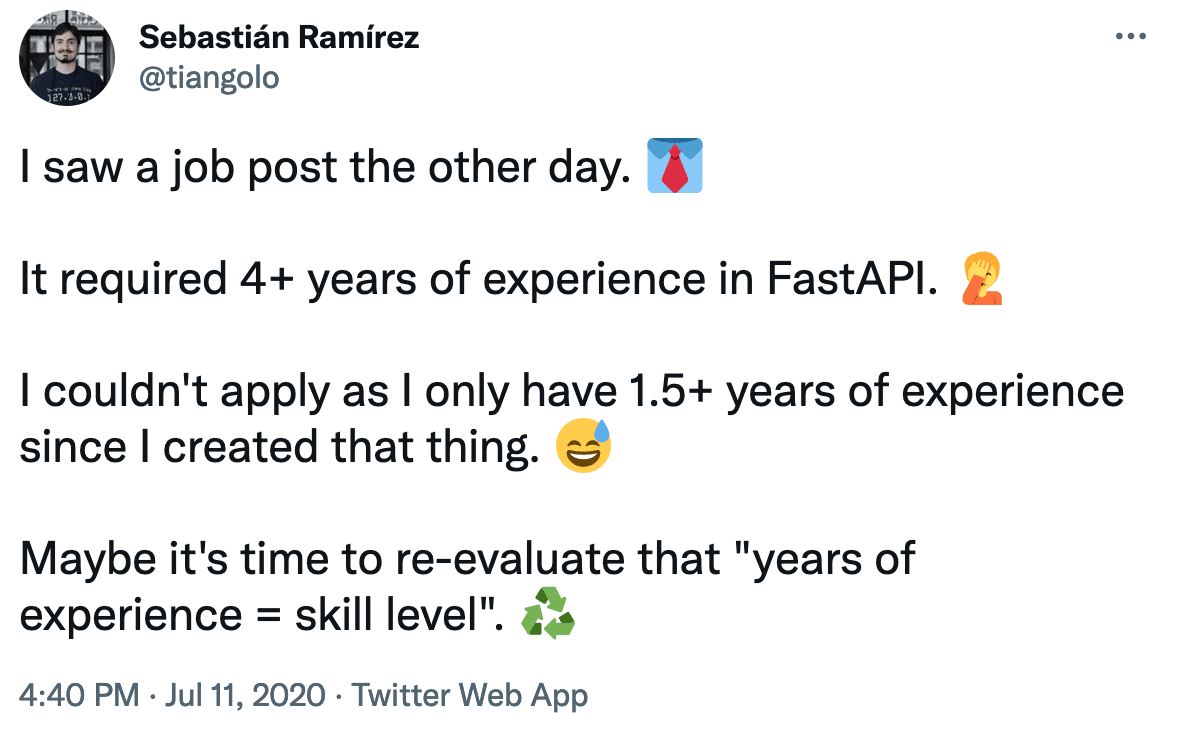 Sebastián Ramírez
@tiangolo
I saw a job post the other day. 👔
It required 4+ years of experience in FastAPI. 🤦
I couldn't apply as I only have 1.5+ years of experience
since I created that thing. 😅
Maybe it's time to re-evaluate that "years of
experience = skill level". ♻️
4:40 PM · Jul 11, 2020 · Twitter Web App